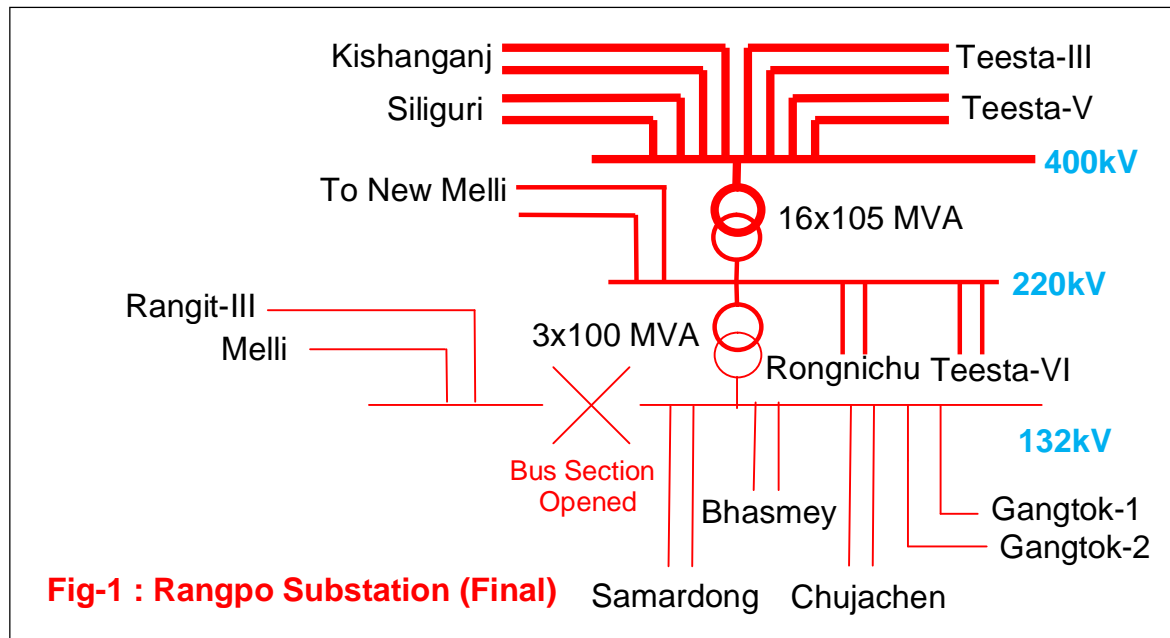 Kishanganj
Teesta-III
Siliguri
Teesta-V
400kV
To New Melli
16x105 MVA
220kV
Rangit-III
3x100 MVA
Melli
Rongnichu
Teesta-VI
132kV
Bus Section
Opened
Bhasmey
Gangtok-1
Gangtok-2
Fig-1 : Rangpo Substation (Final)
Samardong
Chujachen